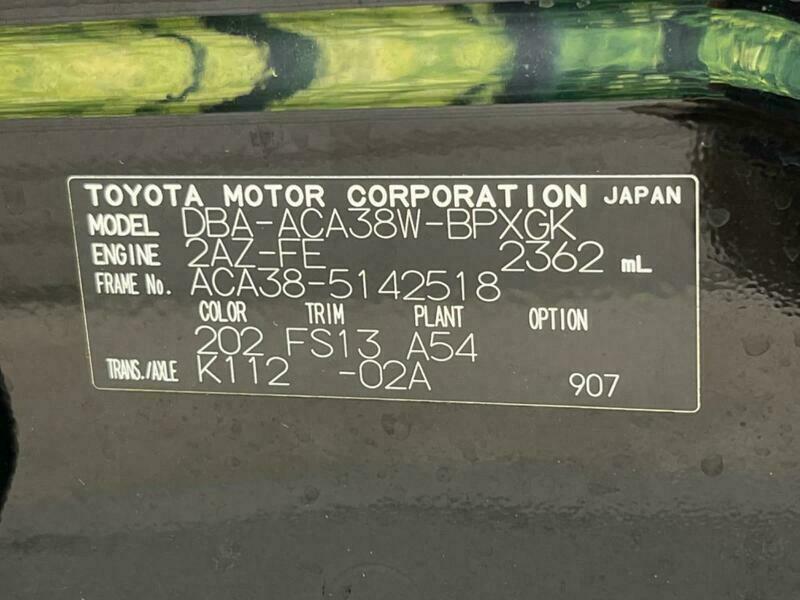 TOYOTA MOTOR CORPORATION JAPAN
MODEL DBA-ACA38W-BPXGK
ENGINE 2AZ-FE 2362 mL
FRAME No. ACA38-5142518
COLOR TRIM PLANT OPTION
202 FS13 A54
TRANS./AXLE K112 -02A 907